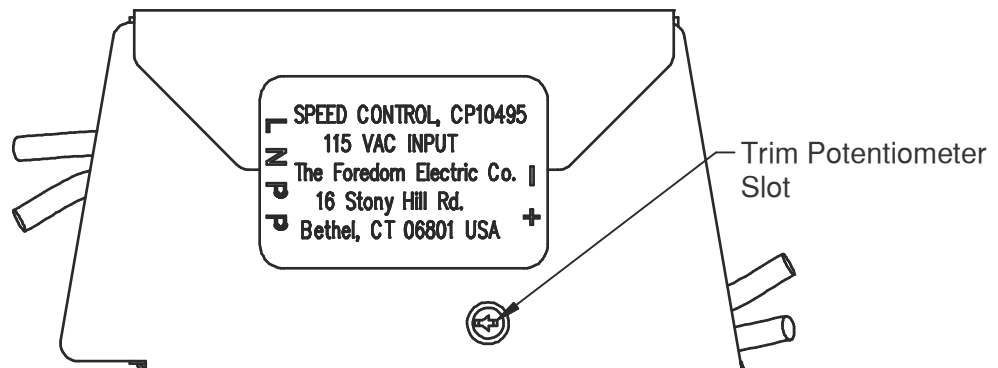 SPEED CONTROL, CP10495
115 VAC INPUT
The Foredom Electric Co.
16 Stony Hill Rd.
Bethel, CT 06801 USA
L N P P
- +
Trim Potentiometer
Slot